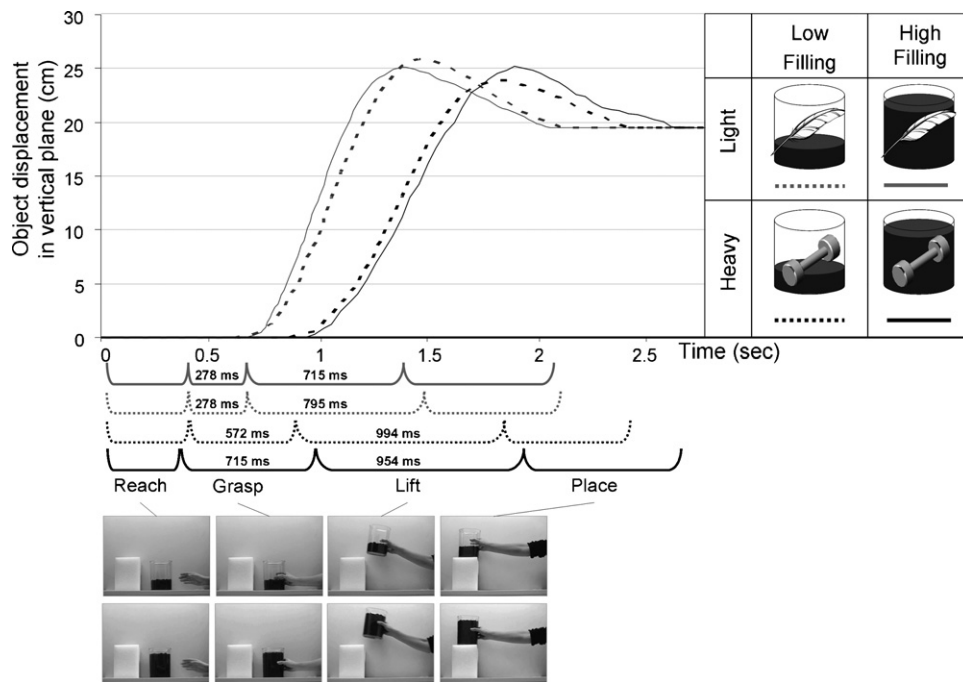 Object displacement
in vertical plane (cm)
30
25
20
15
10
5
0
0
0.5
1
1.5
2
2.5
Time (sec)
Low
Filling
High
Filling
Light
Heavy
278 ms
715 ms
278 ms
795 ms
572 ms
994 ms
715 ms
954 ms
Reach
Grasp
Lift
Place